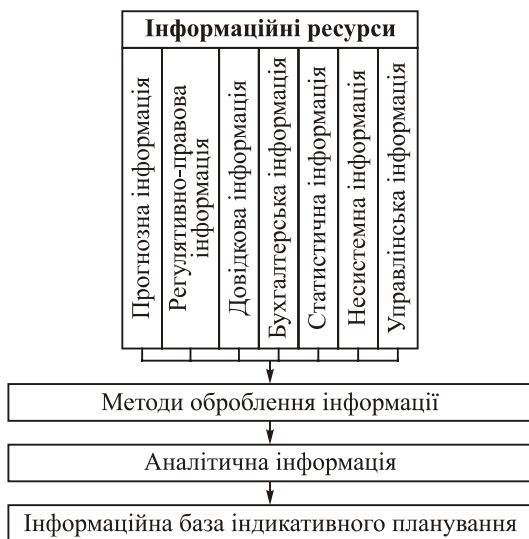 Інформаційні ресурси
Прогнозна інформація
Регулятивно-правова
інформація
Довідкова інформація
Бухгалтерська інформація
Статистична інформація
Несистемна інформація
Управлінська інформація
Методи оброблення інформації
Аналітична інформація
Інформаційна база індикативного планування